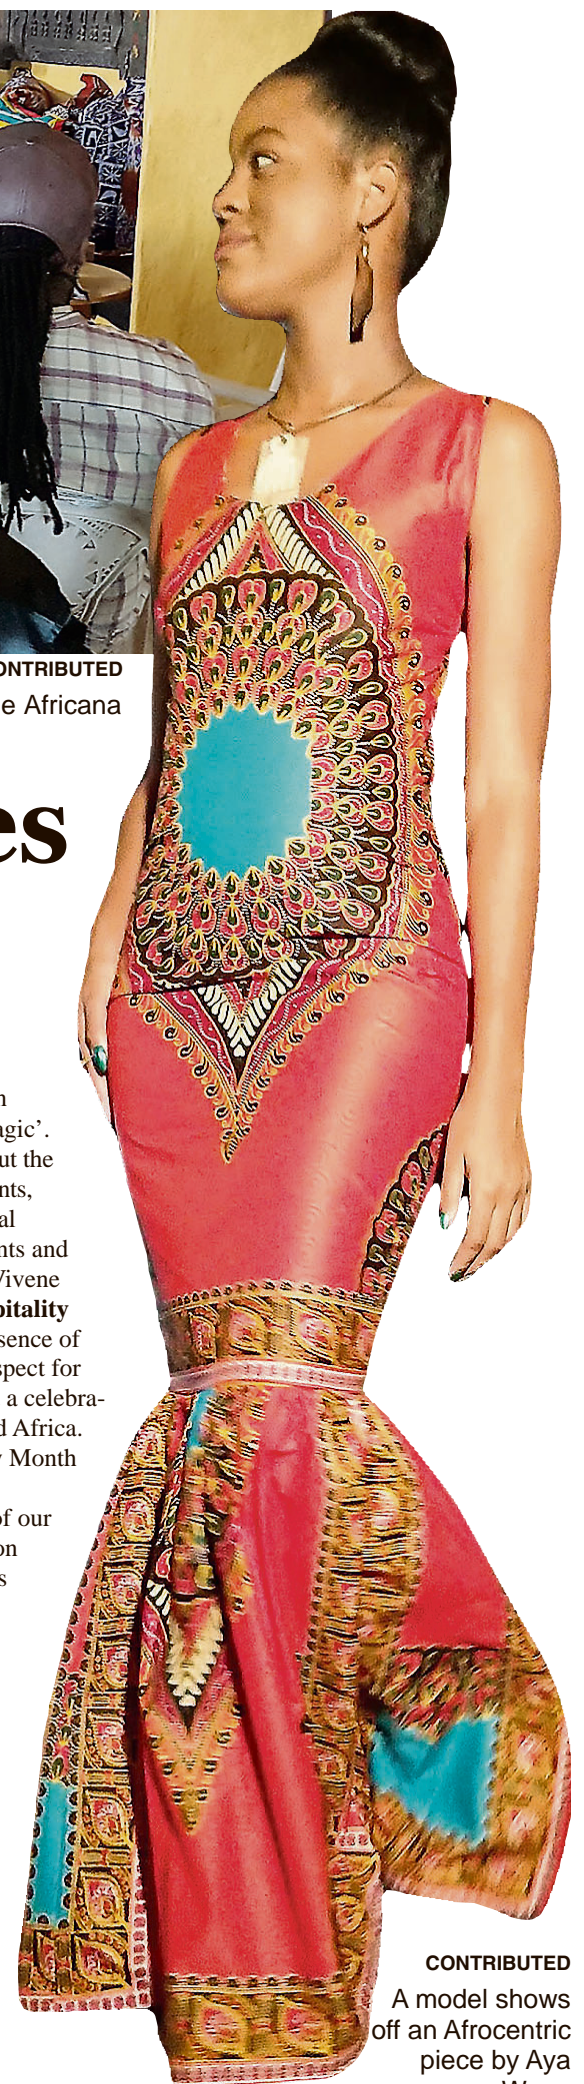 CONTRIBUTED
e Africana
es
n
agic’.
ut the
nts,
al
nts and
Vivene
pitality
sence of
spect for
a celebra-
d Africa.
y Month
of our
on
s
CONTRIBUTED
A model shows
off an Afrocentric
piece by Aya